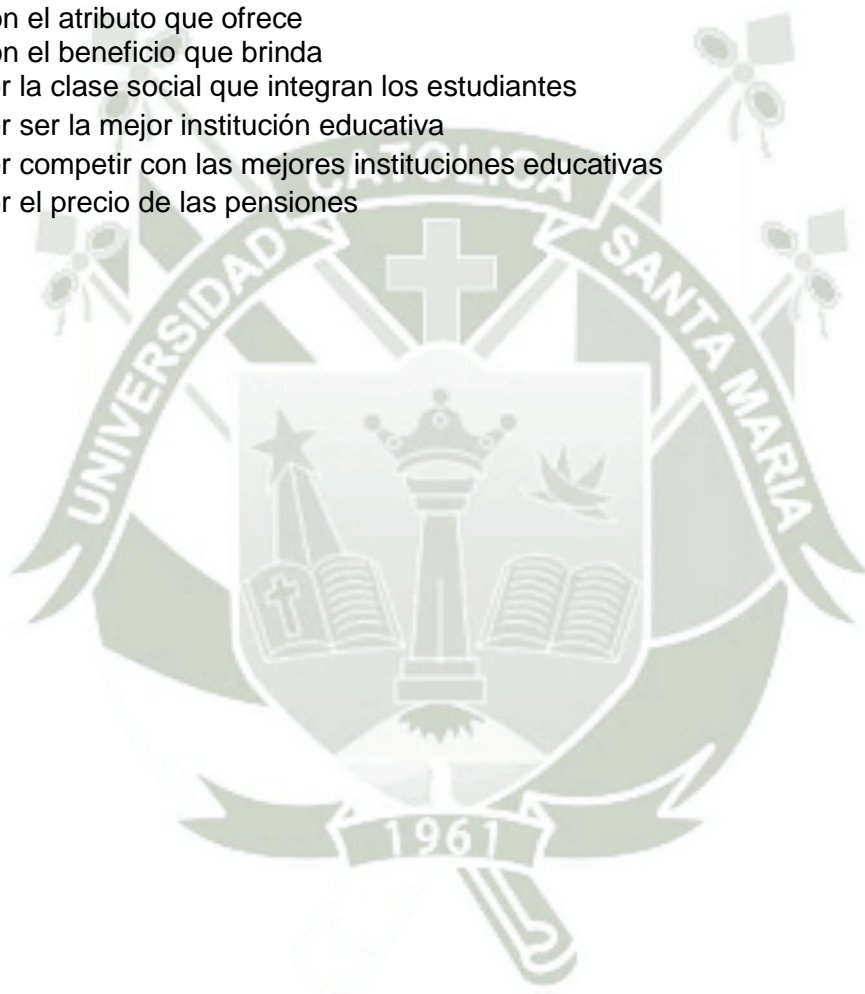 on el atributo que ofrece
on el beneficio que brinda
r la clase social que integran los estudiantes
r ser la mejor institución educativa
r competir con las mejores instituciones educativas
r el precio de las pensiones
UNIVERSIDAD CATOLICA SANTA MARIA
1961